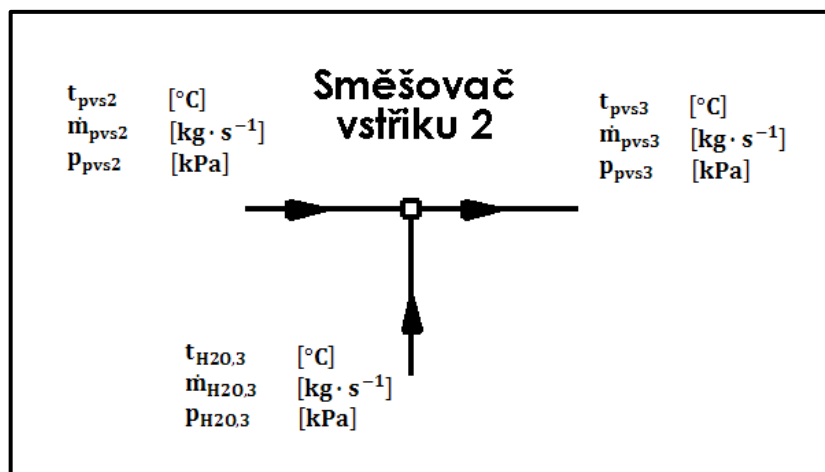 Směšovač
vstřiku 2
t_pvs2 [°C]
ṁ_pvs2 [kg · s⁻¹]
p_pvs2 [kPa]
t_pvs3 [°C]
ṁ_pvs3 [kg · s⁻¹]
p_pvs3 [kPa]
t_H2O,3 [°C]
ṁ_H2O,3 [kg · s⁻¹]
p_H2O,3 [kPa]